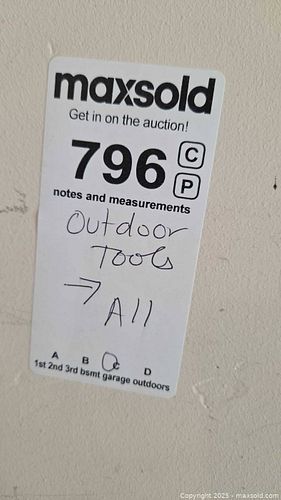 maxsold
Get in on the auction!
796 C
P
notes and measurements
Outdoor
Tools
→ All
A B C D
1st 2nd 3rd bsmt garage outdoors
Copyright 2025 - maxsold.com